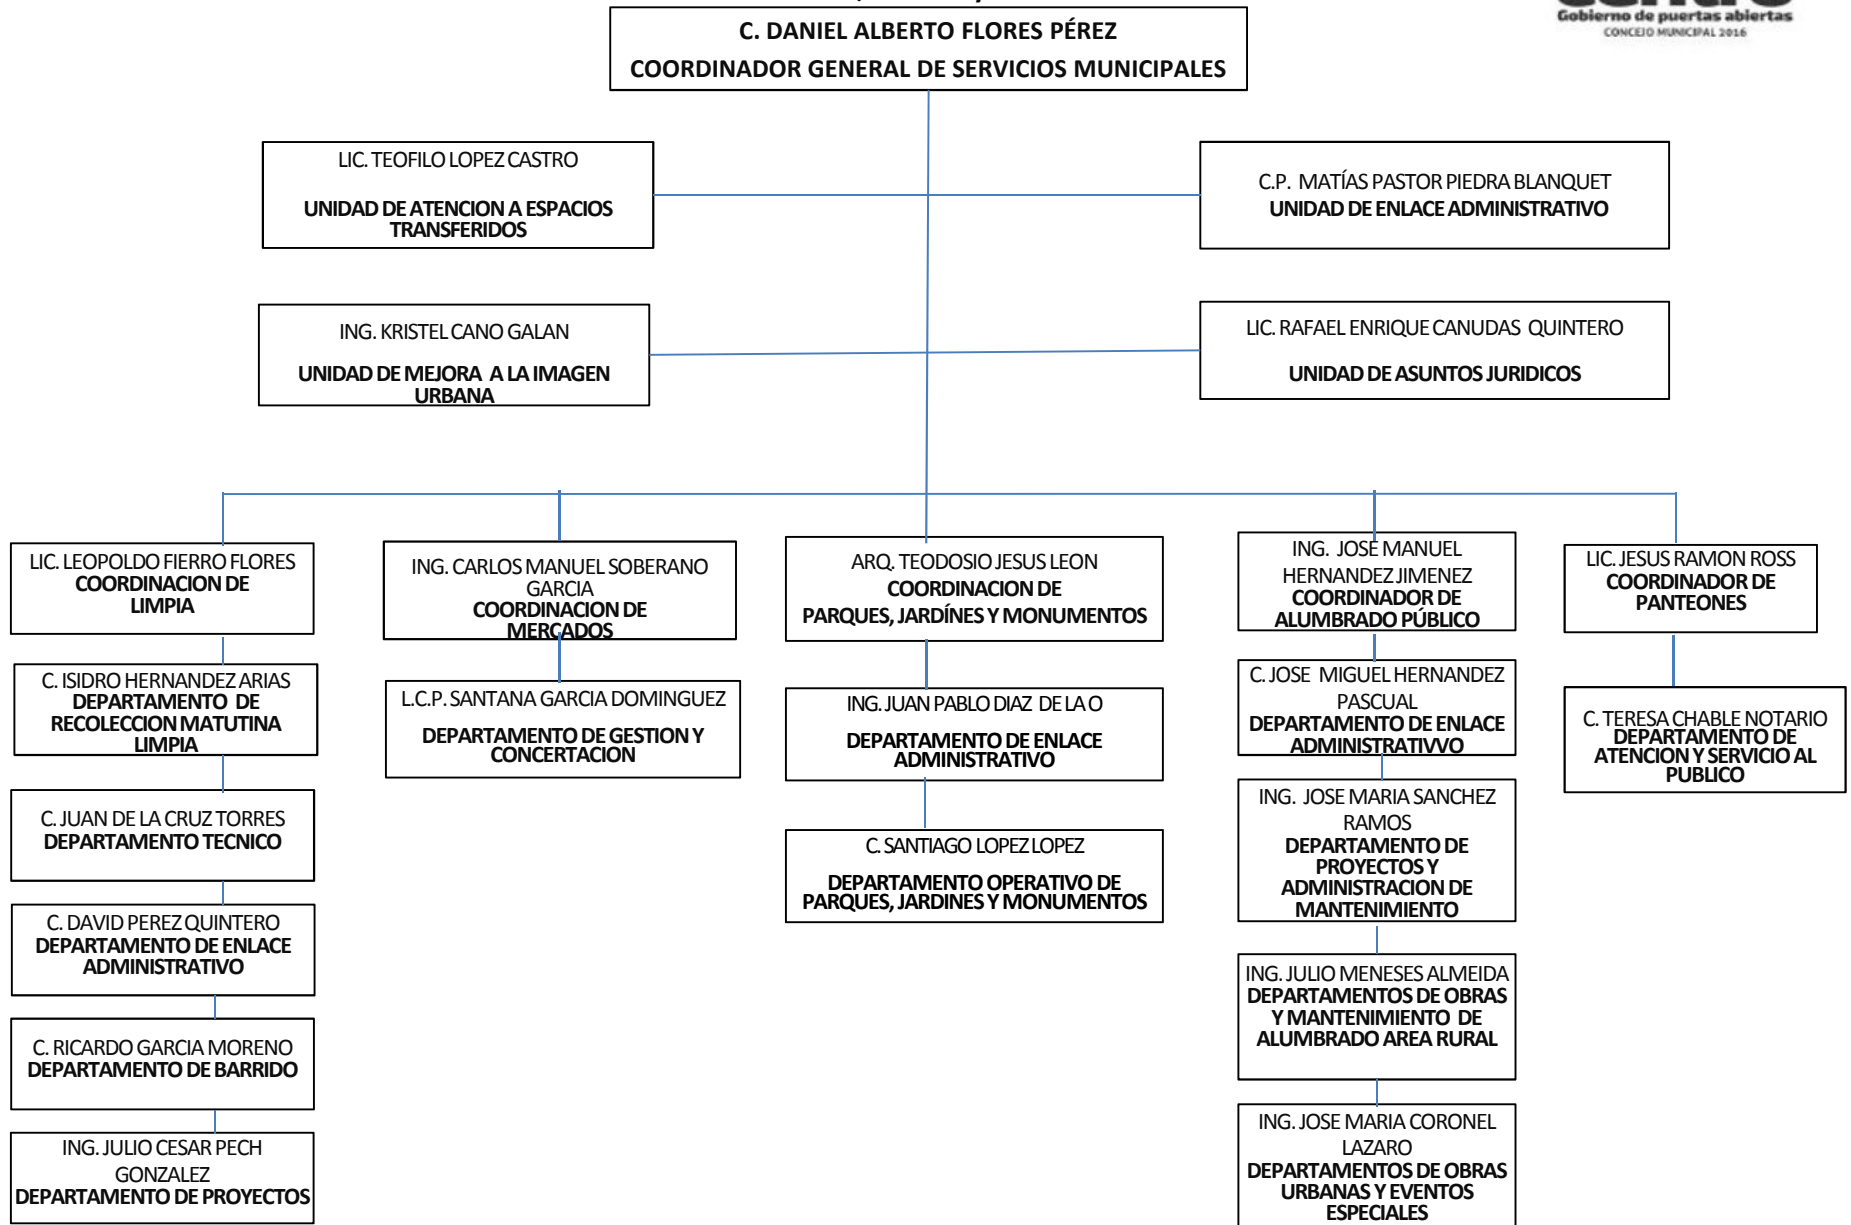 Gobierno de puertas abiertas
CONCEJO MUNICIPAL 2016
C. DANIEL ALBERTO FLORES PÉREZ
COORDINADOR GENERAL DE SERVICIOS MUNICIPALES
LIC. TEOFILO LOPEZ CASTRO
UNIDAD DE ATENCION A ESPACIOS
TRANSFERIDOS
C.P. MATÍAS PASTOR PIEDRA BLANQUET
UNIDAD DE ENLACE ADMINISTRATIVO
ING. KRISTEL CANO GALAN
UNIDAD DE MEJORA A LA IMAGEN
URBANA
LIC. RAFAEL ENRIQUE CANUDAS QUINTERO
UNIDAD DE ASUNTOS JURIDICOS
LIC. LEOPOLDO FIERRO FLORES
COORDINACION DE
LIMPIA
C. ISIDRO HERNANDEZ ARIAS
DEPARTAMENTO DE
RECOLECCION MATUTINA
LIMPIA
C. JUAN DE LA CRUZ TORRES
DEPARTAMENTO TECNICO
C. DAVID PEREZ QUINTERO
DEPARTAMENTO DE ENLACE
ADMINISTRATIVO
C. RICARDO GARCIA MORENO
DEPARTAMENTO DE BARRIDO
ING. JULIO CESAR PECH
GONZALEZ
DEPARTAMENTO DE PROYECTOS
ING. CARLOS MANUEL SOBERANO
GARCIA
COORDINACION DE
MERCADOS
L.C.P. SANTANA GARCIA DOMINGUEZ
DEPARTAMENTO DE GESTION Y
CONCERTACION
ARQ. TEODOSIO JESUS LEON
COORDINACION DE
PARQUES, JARDÍNES Y MONUMENTOS
ING. JUAN PABLO DIAZ DE LA O
DEPARTAMENTO DE ENLACE
ADMINISTRATIVO
C. SANTIAGO LOPEZ LOPEZ
DEPARTAMENTO OPERATIVO DE
PARQUES, JARDINES Y MONUMENTOS
ING. JOSE MANUEL
HERNANDEZ JIMENEZ
COORDINADOR DE
ALUMBRADO PÚBLICO
C. JOSE MIGUEL HERNANDEZ
PASCUAL
DEPARTAMENTO DE ENLACE
ADMINISTRATIVVO
ING. JOSE MARIA SANCHEZ
RAMOS
DEPARTAMENTO DE
PROYECTOS Y
ADMINISTRACION DE
MANTENIMIENTO
ING. JULIO MENESES ALMEIDA
DEPARTAMENTOS DE OBRAS
Y MANTENIMIENTO DE
ALUMBRADO AREA RURAL
ING. JOSE MARIA CORONEL
LAZARO
DEPARTAMENTOS DE OBRAS
URBANAS Y EVENTOS
ESPECIALES
LIC. JESUS RAMON ROSS
COORDINADOR DE
PANTEONES
C. TERESA CHABLE NOTARIO
DEPARTAMENTO DE
ATENCION Y SERVICIO AL
PUBLICO